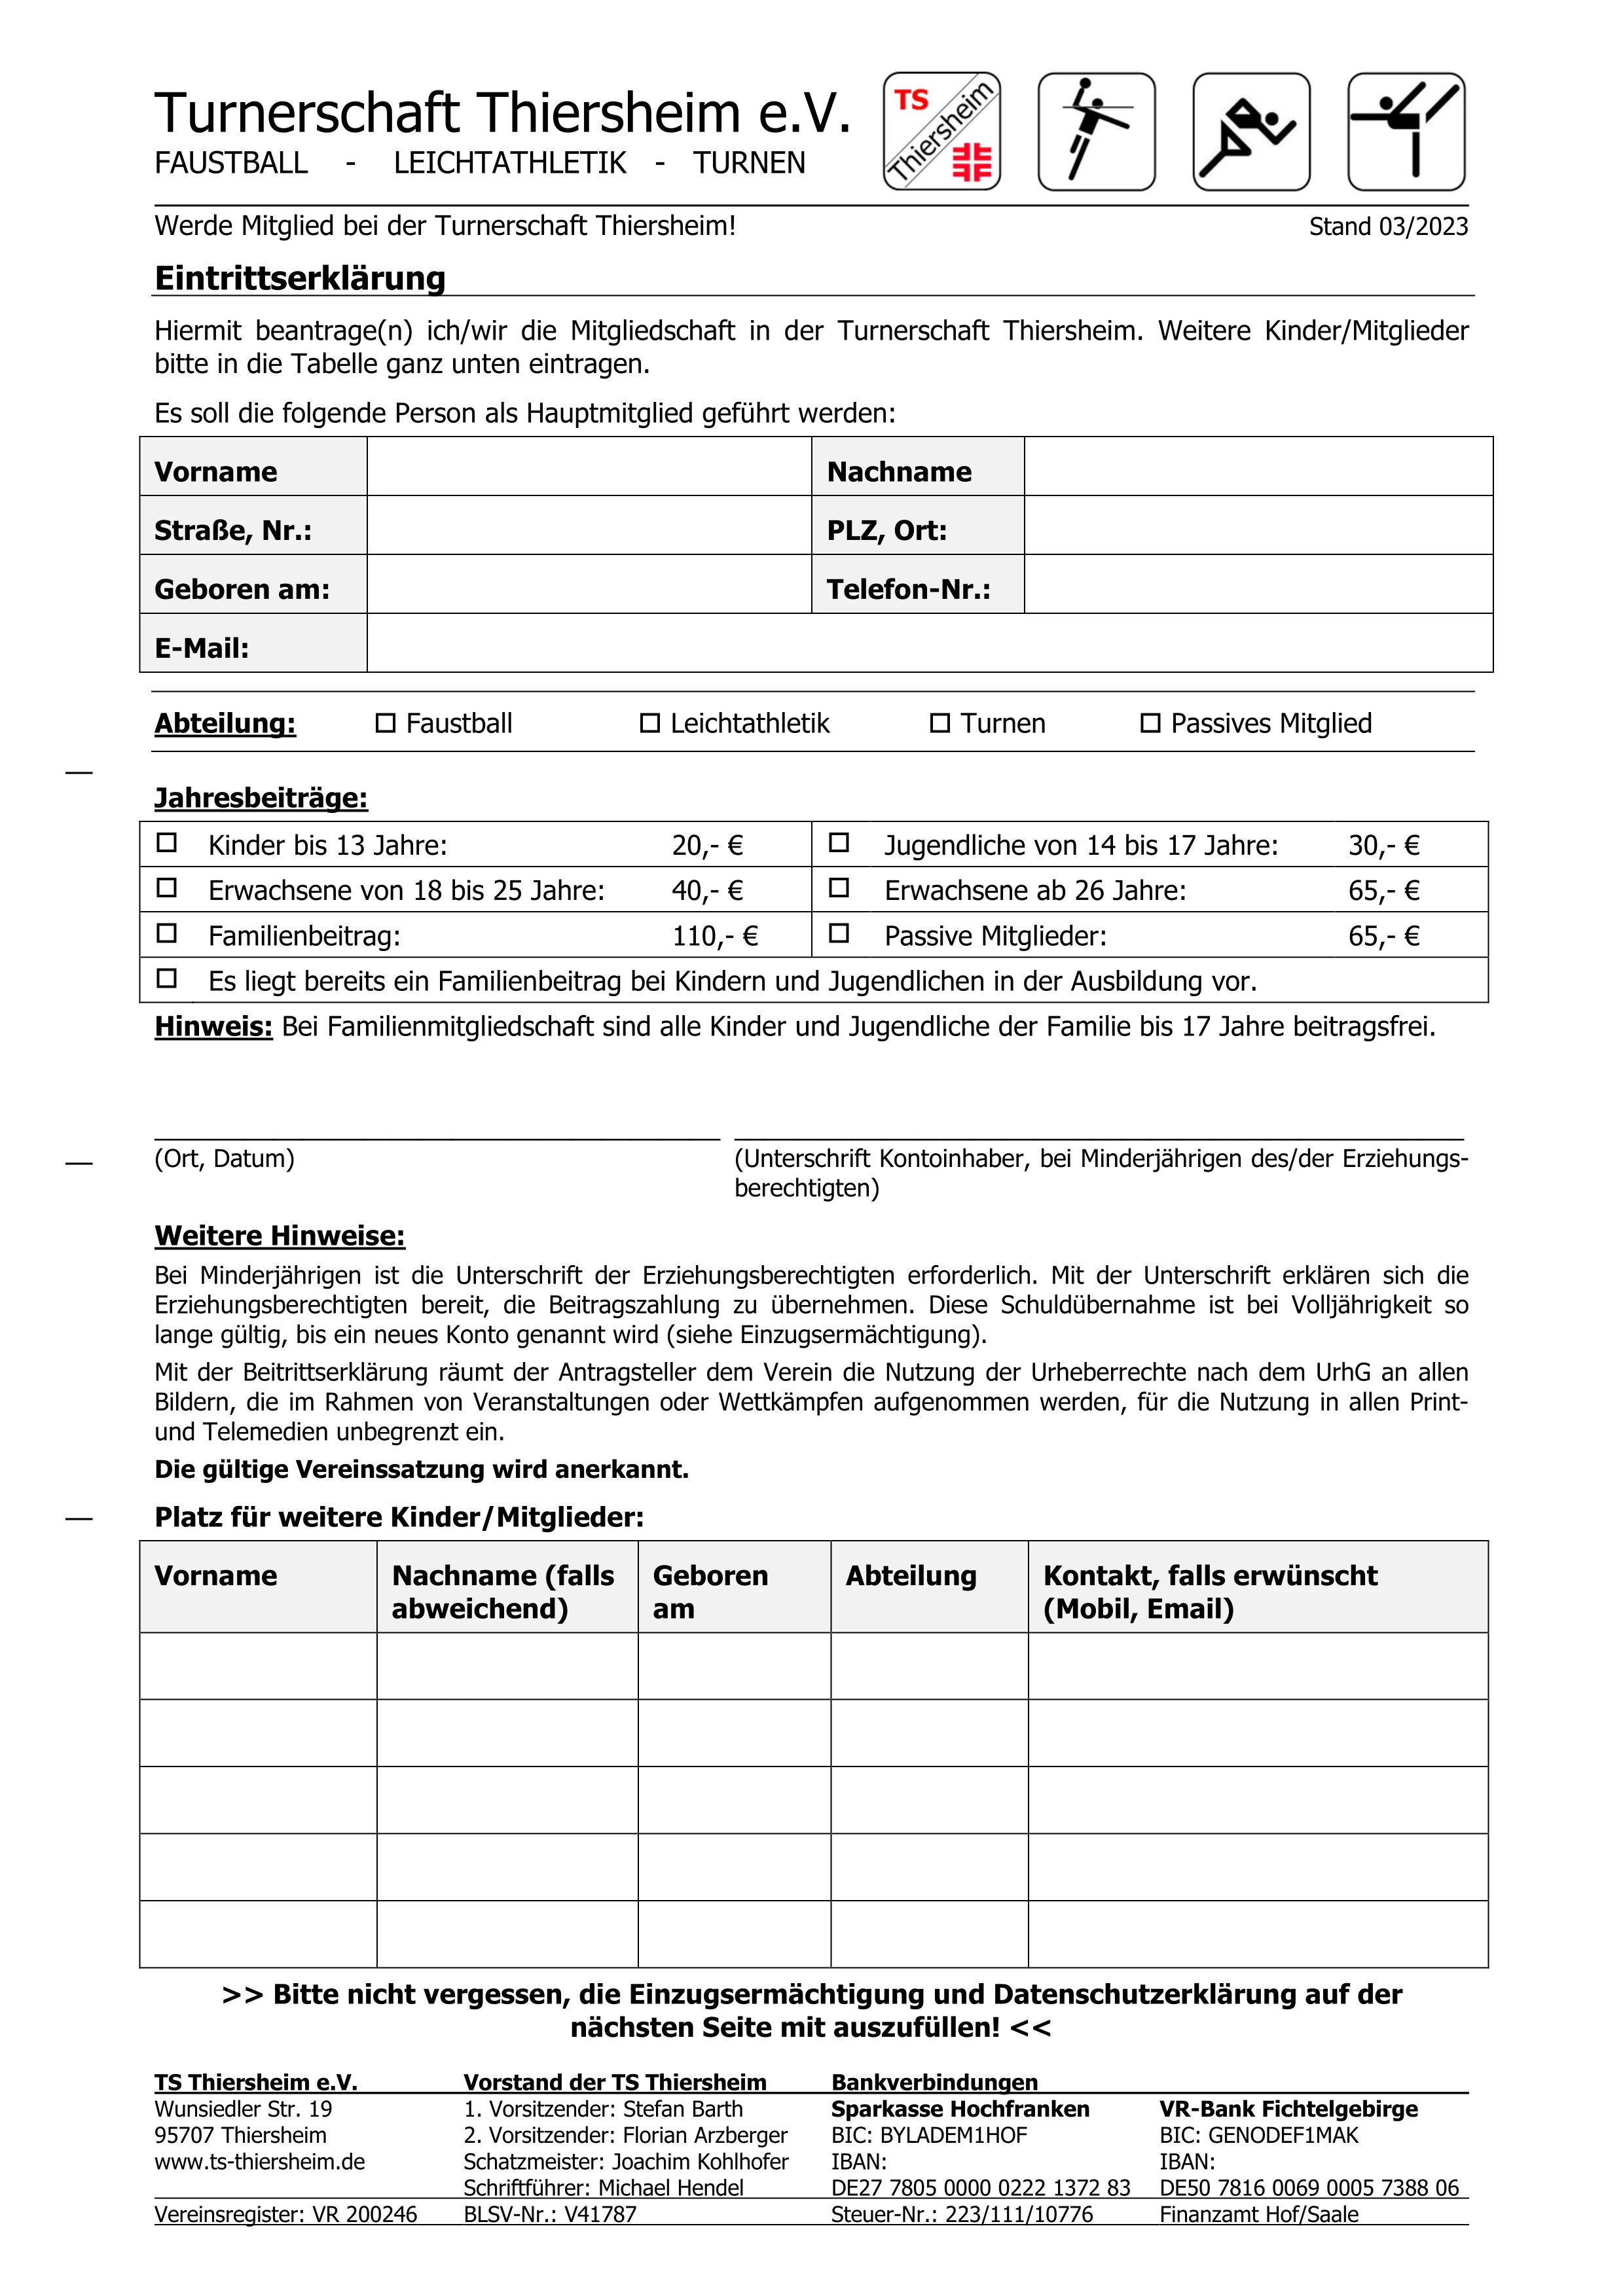 Turnerschaft Thiersheim e.V.
FAUSTBALL - LEICHTATHLETIK - TURNEN
TS
Thiersheim
Werde Mitglied bei der Turnerschaft Thiersheim! Stand 03/2023
Eintrittserklärung
Hiermit beantrage(n) ich/wir die Mitgliedschaft in der Turnerschaft Thiersheim. Weitere Kinder/Mitglieder
bitte in die Tabelle ganz unten eintragen.
Es soll die folgende Person als Hauptmitglied geführt werden:
Vorname Nachname
Straße, Nr.: PLZ, Ort:
Geboren am: Telefon-Nr.:
E-Mail:
Abteilung: ☐ Faustball ☐ Leichtathletik ☐ Turnen ☐ Passives Mitglied
Jahresbeiträge:
☐ Kinder bis 13 Jahre: 20,- € ☐ Jugendliche von 14 bis 17 Jahre: 30,- €
☐ Erwachsene von 18 bis 25 Jahre: 40,- € ☐ Erwachsene ab 26 Jahre: 65,- €
☐ Familienbeitrag: 110,- € ☐ Passive Mitglieder: 65,- €
☐ Es liegt bereits ein Familienbeitrag bei Kindern und Jugendlichen in der Ausbildung vor.
Hinweis: Bei Familienmitgliedschaft sind alle Kinder und Jugendliche der Familie bis 17 Jahre beitragsfrei.
(Ort, Datum) (Unterschrift Kontoinhaber, bei Minderjährigen des/der Erziehungs-
berechtigten)
Weitere Hinweise:
Bei Minderjährigen ist die Unterschrift der Erziehungsberechtigten erforderlich. Mit der Unterschrift erklären sich die
Erziehungsberechtigten bereit, die Beitragszahlung zu übernehmen. Diese Schuldübernahme ist bei Volljährigkeit so
lange gültig, bis ein neues Konto genannt wird (siehe Einzugsermächtigung).
Mit der Beitrittserklärung räumt der Antragsteller dem Verein die Nutzung der Urheberrechte nach dem UrhG an allen
Bildern, die im Rahmen von Veranstaltungen oder Wettkämpfen aufgenommen werden, für die Nutzung in allen Print-
und Telemedien unbegrenzt ein.
Die gültige Vereinssatzung wird anerkannt.
Platz für weitere Kinder/Mitglieder:
Vorname Nachname (falls abweichend) Geboren am Abteilung Kontakt, falls erwünscht (Mobil, Email)
>> Bitte nicht vergessen, die Einzugsermächtigung und Datenschutzerklärung auf der
nächsten Seite mit auszufüllen! <<
TS Thiersheim e.V. Vorstand der TS Thiersheim Bankverbindungen
Wunsiedler Str. 19 1. Vorsitzender: Stefan Barth Sparkasse Hochfranken VR-Bank Fichtelgebirge
95707 Thiersheim 2. Vorsitzender: Florian Arzberger BIC: BYLADEM1HOF BIC: GENODEF1MAK
www.ts-thiersheim.de Schatzmeister: Joachim Kohlhofer IBAN: IBAN:
Schriftführer: Michael Hendel DE27 7805 0000 0222 1372 83 DE50 7816 0069 0005 7388 06
Vereinsregister: VR 200246 BLSV-Nr.: V41787 Steuer-Nr.: 223/111/10776 Finanzamt Hof/Saale